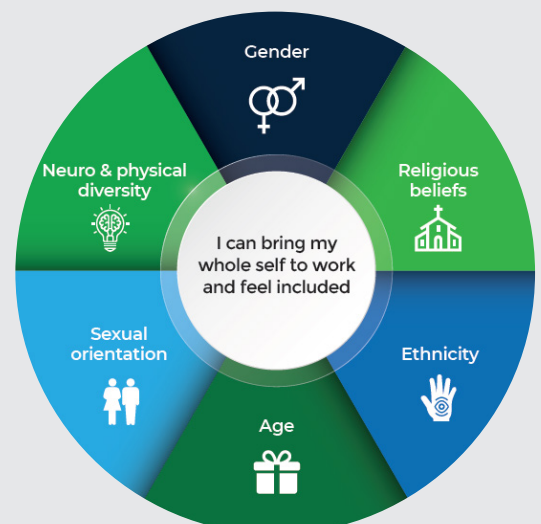 Gender
Religious
beliefs
Ethnicity
Age
Sexual
orientation
Neuro & physical
diversity
I can bring my
whole self to work
and feel included